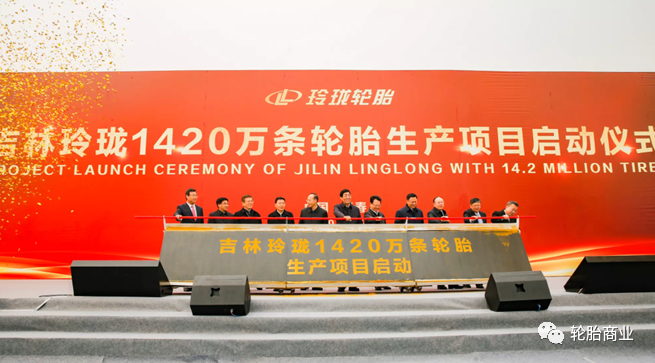 玲珑轮胎
吉林玲珑1420万条轮胎生产项目启动仪式
PROJECT LAUNCH CEREMONY OF JILIN LINGLONG WITH 14.2 MILLION TIRE
吉林玲珑1420万条轮胎
生产项目启动
轮胎商业